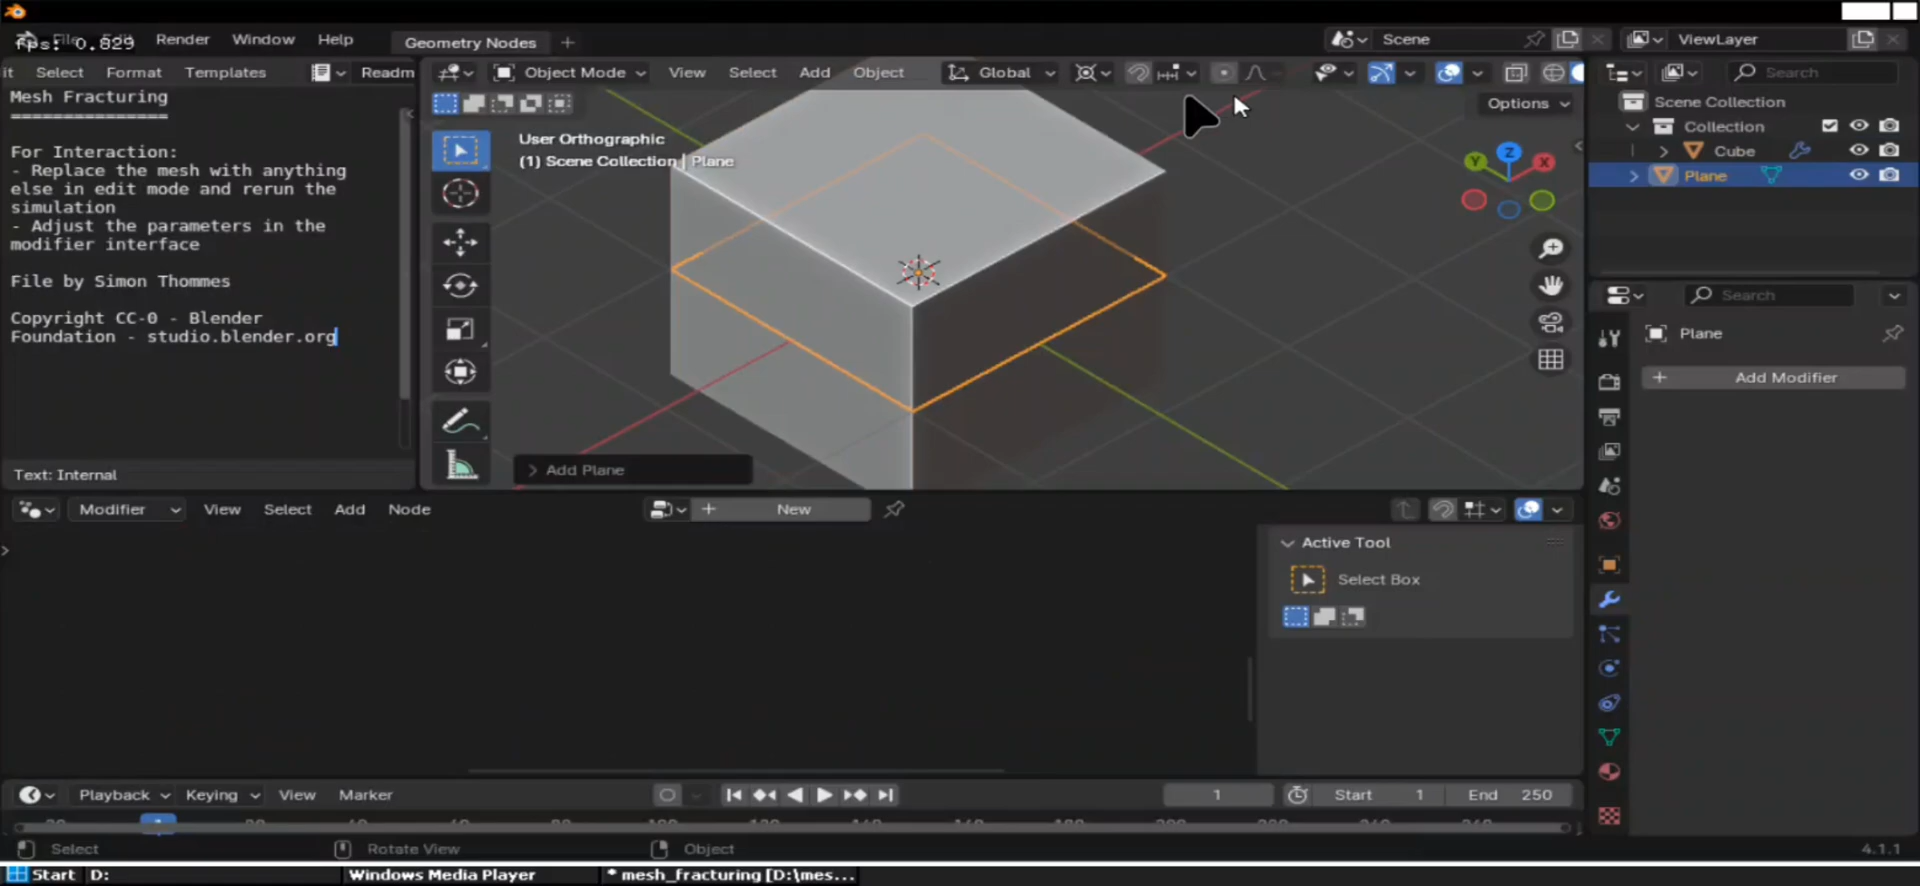 fps: 0.829
File Edit Render Window Help
Geometry Nodes
Scene
ViewLayer
it Select Format Templates
Readm
Object Mode
View Select Add Object
Global
Search
Mesh Fracturing
===============
For Interaction:
- Replace the mesh with anything
else in edit mode and rerun the
simulation
- Adjust the parameters in the
modifier interface
File by Simon Thommes
Copyright CC-0 - Blender
Foundation - studio.blender.org
Text: Internal
Options
User Orthographic
(1) Scene Collection | Plane
Z
Y
X
Add Plane
Scene Collection
Collection
Cube
Plane
Search
Plane
Add Modifier
Modifier
View Select Add Node
New
Active Tool
Select Box
Playback Keying View Marker
1
Start 1
End 250
1
Select
Rotate View
Object
4.1.1
Start
D:
Windows Media Player
* mesh_fracturing [D:\mes...